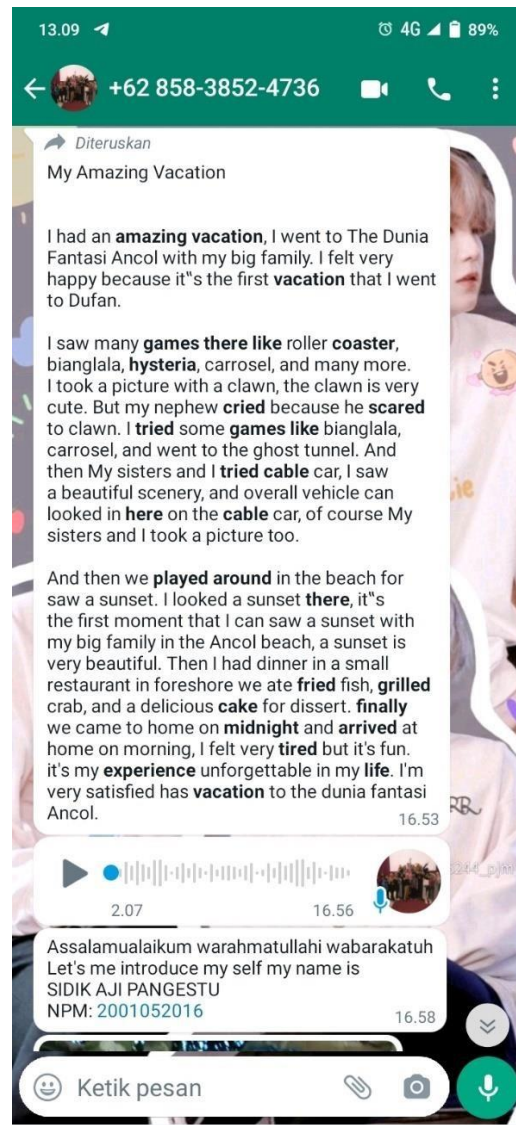 13.09
4G 89%
+62 858-3852-4736
Diteruskan
My Amazing Vacation
I had an amazing vacation, I went to The Dunia
Fantasi Ancol with my big family. I felt very
happy because it"s the first vacation that I went
to Dufan.
I saw many games there like roller coaster,
bianglala, hysteria, carrosel, and many more.
I took a picture with a clawn, the clawn is very
cute. But my nephew cried because he scared
to clawn. I tried some games like bianglala,
carrosel, and went to the ghost tunnel. And
then My sisters and I tried cable car, I saw
a beautiful scenery, and overall vehicle can
looked in here on the cable car, of course My
sisters and I took a picture too.
And then we played around in the beach for
saw a sunset. I looked a sunset there, it"s
the first moment that I can saw a sunset with
my big family in the Ancol beach, a sunset is
very beautiful. Then I had dinner in a small
restaurant in foreshore we ate fried fish, grilled
crab, and a delicious cake for dissert. finally
we came to home on midnight and arrived at
home on morning, I felt very tired but it's fun.
it's my experience unforgettable in my life. I'm
very satisfied has vacation to the dunia fantasi
Ancol.
16.53
2.07 16.56
Assalamualaikum warahmatullahi wabarakatuh
Let's me introduce my self my name is
SIDIK AJI PANGESTU
NPM: 2001052016
16.58
Ketik pesan